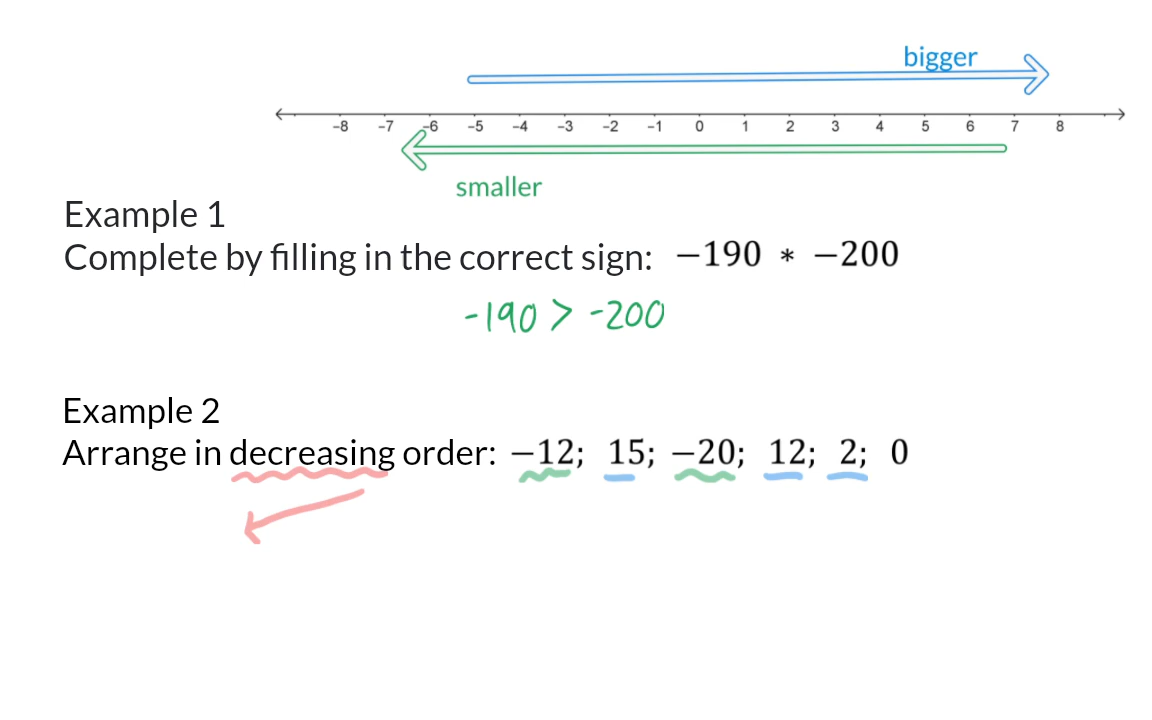 bigger
-8 -7 -6 -5 -4 -3 -2 -1 0 1 2 3 4 5 6 7 8
smaller
Example 1
Complete by filling in the correct sign: −190 * −200
-190 > -200
Example 2
Arrange in decreasing order: −12; 15; −20; 12; 2; 0